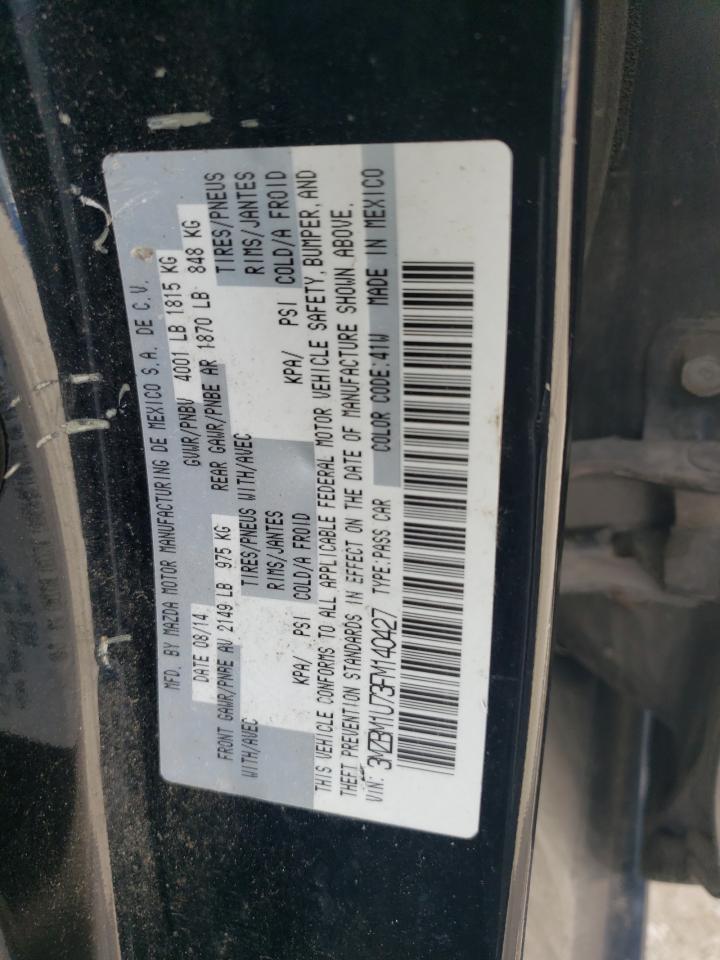 MFD. BY MAZDA MOTOR MANUFACTURING DE MEXICO S.A. DE C.V.
DATE 08/14 GVWR/PNBV 4001 LB 1815 KG
FRONT GAWR/PNBE AV 2149 LB 975 KG REAR GAWR/PNBE AR 1870 LB 848 KG
WITH/AVEC TIRES/PNEUS WITH/AVEC TIRES/PNEUS
RIMS/JANTES RIMS/JANTES
KPA/ PSI COLD/A FROID KPA/ PSI COLD/A FROID
THIS VEHICLE CONFORMS TO ALL APPLICABLE FEDERAL MOTOR VEHICLE SAFETY, BUMPER, AND
THEFT PREVENTION STANDARDS IN EFFECT ON THE DATE OF MANUFACTURE SHOWN ABOVE.
VIN: 3MZBM1U73FM140427 TYPE:PASS CAR COLOR CODE:41W MADE IN MEXICO